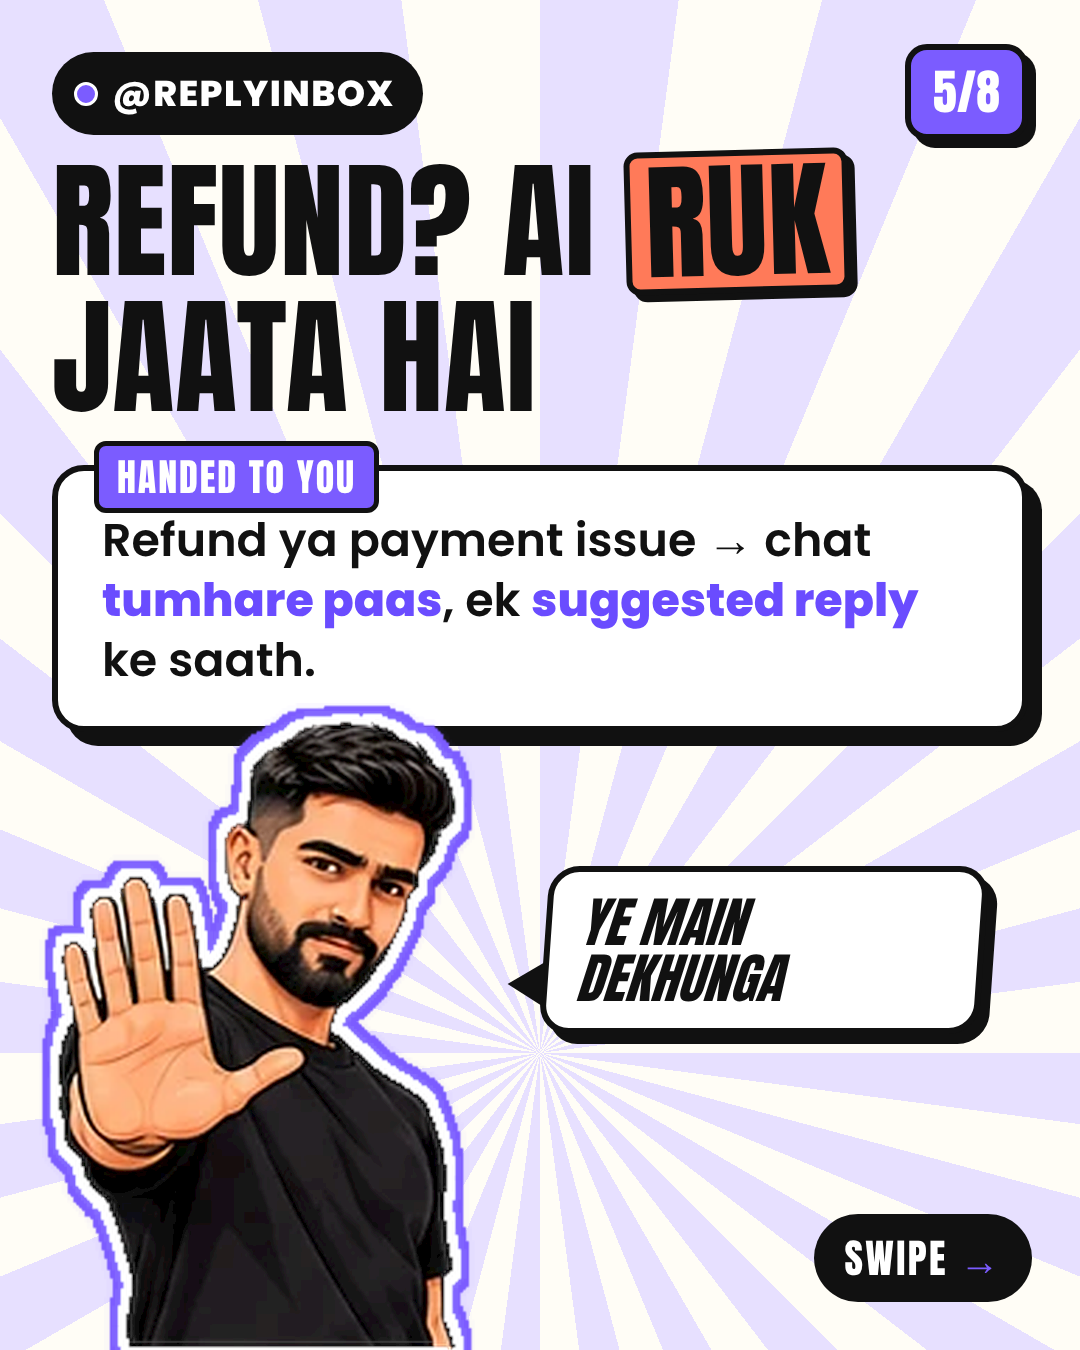 @REPLYINBOX
5/8
REFUND? AI RUK
JAATA HAI
HANDED TO YOU
Refund ya payment issue → chat
tumhare paas, ek suggested reply
ke saath.
YE MAIN
DEKHUNGA
SWIPE →